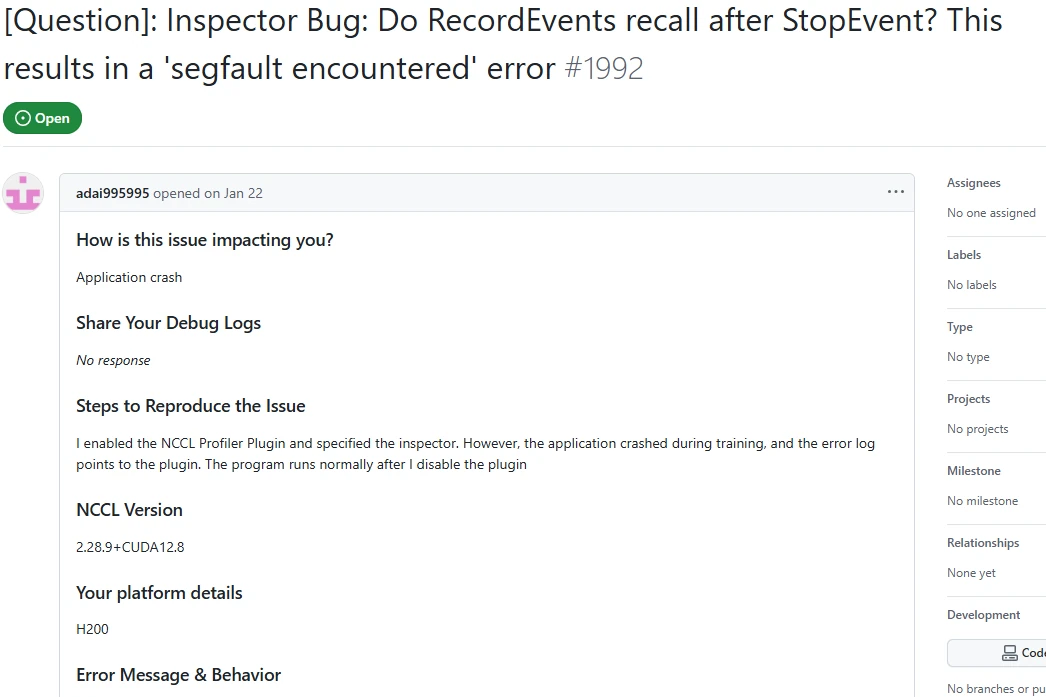 [Question]: Inspector Bug: Do RecordEvents recall after StopEvent? This
results in a 'segfault encountered' error #1992
Open
adai995995 opened on Jan 22
How is this issue impacting you?
Application crash
Share Your Debug Logs
No response
Steps to Reproduce the Issue
I enabled the NCCL Profiler Plugin and specified the inspector. However, the application crashed during training, and the error log
points to the plugin. The program runs normally after I disable the plugin
NCCL Version
2.28.9+CUDA12.8
Your platform details
H200
Error Message & Behavior
Assignees
No one assigned
Labels
No labels
Type
No type
Projects
No projects
Milestone
No milestone
Relationships
None yet
Development
Code
No branches or pu